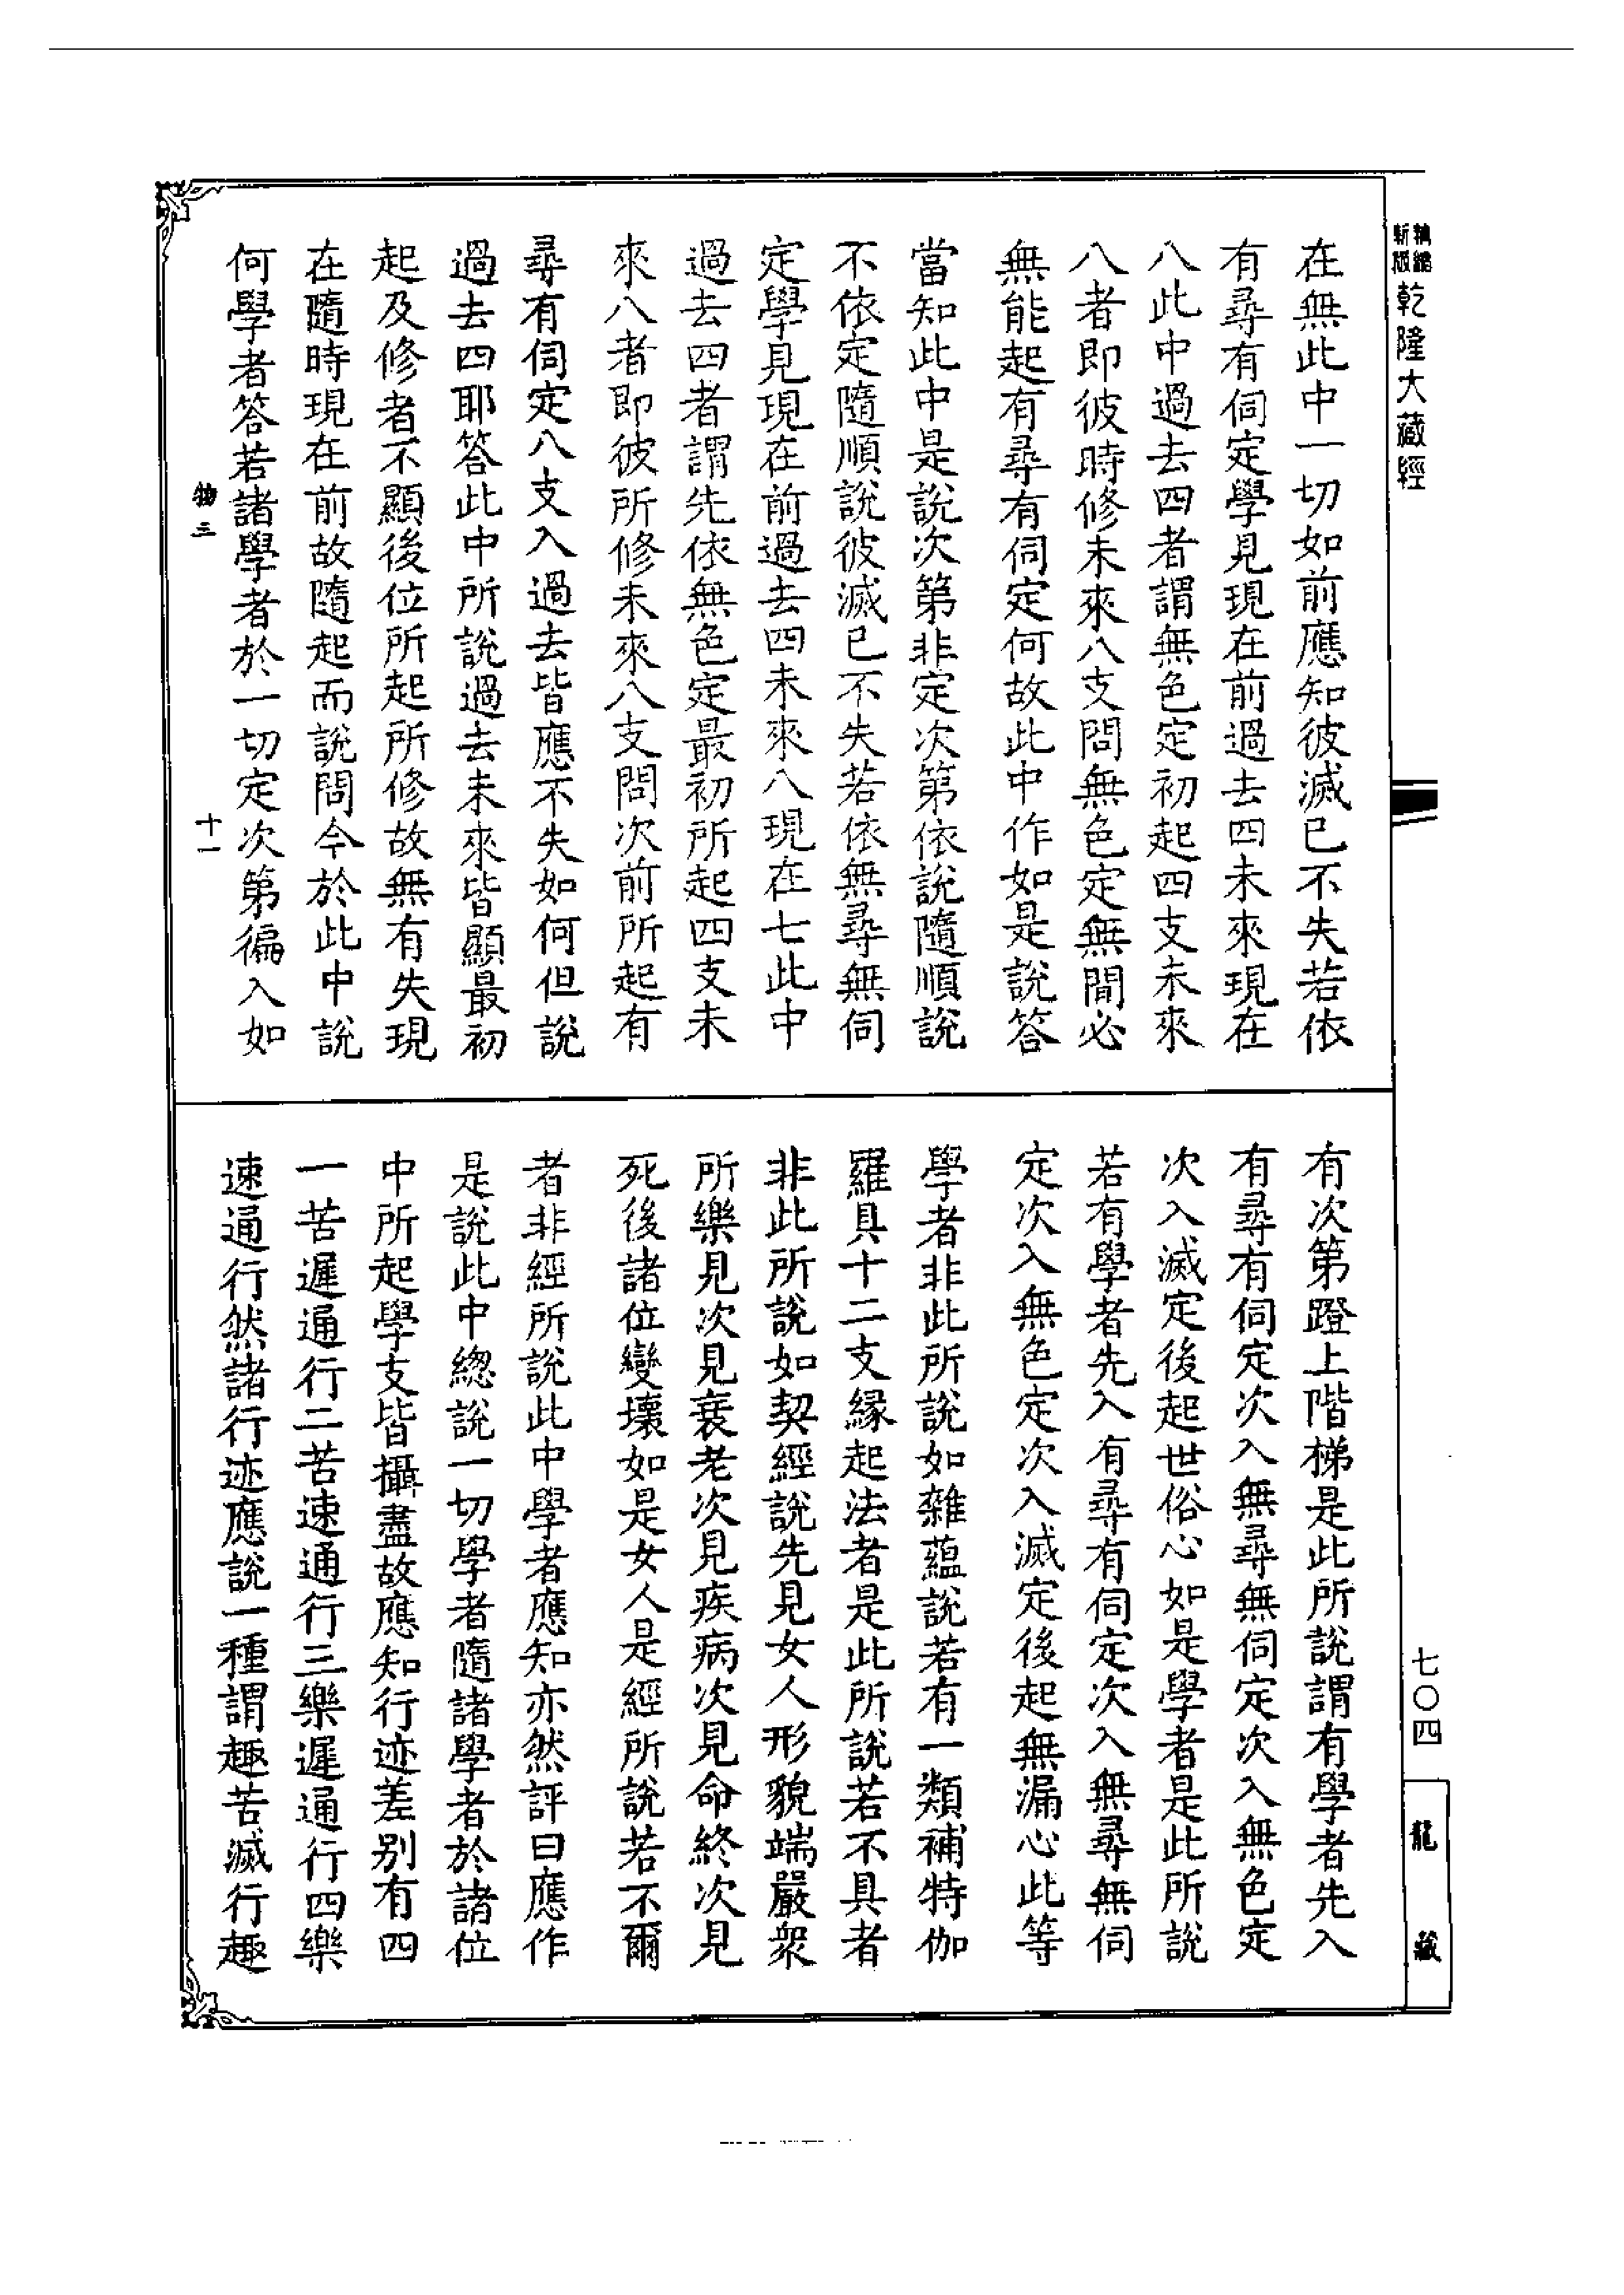 新編
新版
乾隆大藏經
在無此中一切如前應知彼滅已不失若依
有尋有伺定學見現在前過去四未來現在
八此中過去四者謂無色定初起四支未來
八者即彼時修未來八支問無色定無間必
無能起有尋有伺定何故此中作如是說答
當知此中是說次第非定次第依說隨順說
不依定隨順說彼滅已不失若依無尋無伺
定學見現在前過去四未來八現在七此中
過去四者謂先依無色定最初所起四支未
來八者即彼所修未來八支問次前所起有
尋有伺定八支入過去皆應不失如何但說
過去四耶答此中所說過去未來皆顯最初
起及修者不顯後位所起所修故無有失現
在隨時現在前故隨起而說問今於此中說
何學者答若諸學者於一切定次第徧入如
物三
十一
有次第蹬上階梯是此所說謂有學者先入
有尋有伺定次入無尋無伺定次入無色定
次入滅定後起世俗心如是學者是此所說
若有學者先入有尋有伺定次入無尋無伺
定次入無色定次入滅定後起無漏心此等
學者非此所說如雜蘊說若有一類補特伽
羅具十二支緣起法者是此所說若不具者
非此所說如契經說先見女人形貌端嚴衆
所樂見次見衰老次見疾病次見命終次見
死後諸位變壞如是女人是經所說若不爾
者非經所說此中學者應知亦然評曰應作
是說此中總說一切學者隨諸學者於諸位
中所起學支皆攝盡故應知行迹差別有四
一苦遲通行二苦速通行三樂遲通行四樂
速通行然諸行迹應說一種謂趣苦滅行趣
七〇四
龍藏